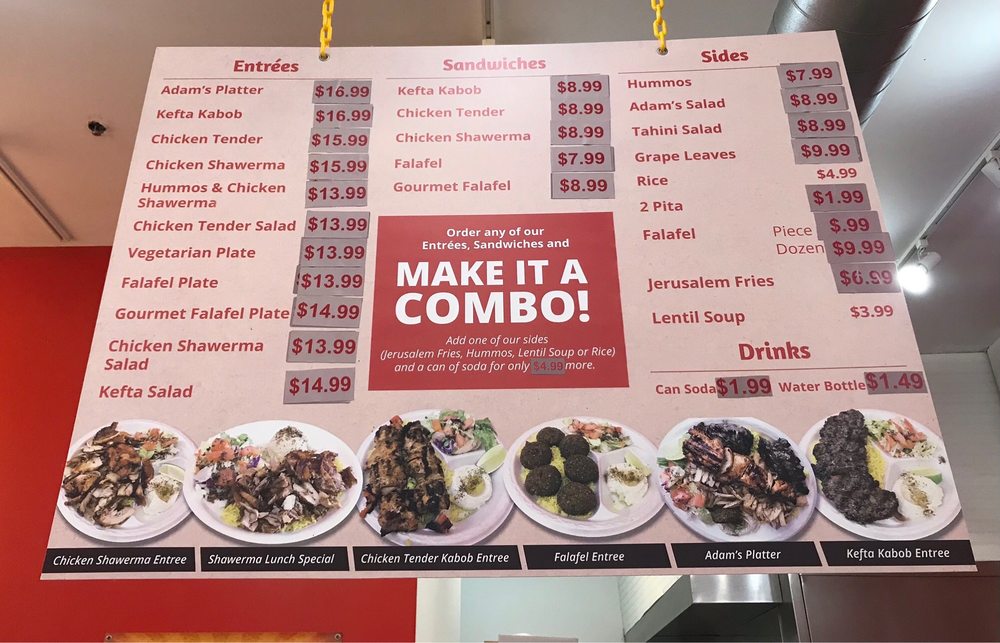 Entrées
Adam's Platter $16.99
Kefta Kabob $16.99
Chicken Tender $15.99
Chicken Shawerma $15.99
Hummos & Chicken
Shawerma $13.99
Chicken Tender Salad $13.99
Vegetarian Plate $13.99
Falafel Plate $13.99
Gourmet Falafel Plate $14.99
Chicken Shawerma
Salad $13.99
Kefta Salad $14.99
Sandwiches
Kefta Kabob $8.99
Chicken Tender $8.99
Chicken Shawerma $8.99
Falafel $7.99
Gourmet Falafel $8.99
Order any of our
Entrées, Sandwiches and
MAKE IT A
COMBO!
Add one of our sides
(Jerusalem Fries, Hummos, Lentil Soup or Rice)
and a can of soda for only $4.99 more.
Sides
Hummos $7.99
Adam's Salad $8.99
Tahini Salad $8.99
Grape Leaves $9.99
Rice $4.99
2 Pita $1.99
Falafel Piece $.99
Dozen $9.99
Jerusalem Fries $6.99
Lentil Soup $3.99
Drinks
Can Soda $1.99 Water Bottle $1.49
Chicken Shawerma Entree
Shawerma Lunch Special
Chicken Tender Kabob Entree
Falafel Entree
Adam's Platter
Kefta Kabob Entree